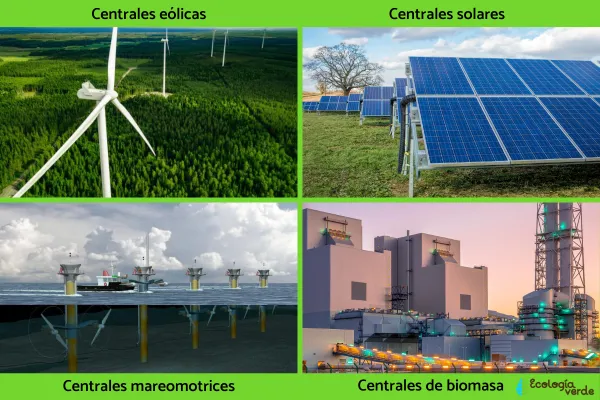 Centrales eólicas
Centrales solares
Centrales mareomotrices
Centrales de biomasa
Ecología
verde